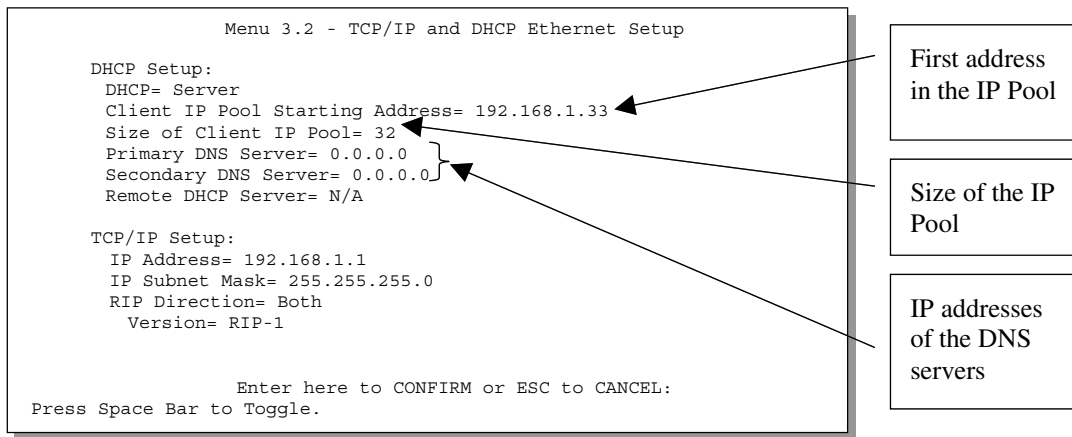 Menu 3.2 - TCP/IP and DHCP Ethernet Setup
DHCP Setup:
DHCP= Server
Client IP Pool Starting Address= 192.168.1.33
Size of Client IP Pool= 32
Primary DNS Server= 0.0.0.0
Secondary DNS Server= 0.0.0.0
Remote DHCP Server= N/A
TCP/IP Setup:
IP Address= 192.168.1.1
IP Subnet Mask= 255.255.255.0
RIP Direction= Both
Version= RIP-1
Enter here to CONFIRM or ESC to CANCEL:
Press Space Bar to Toggle.
First address
in the IP Pool
Size of the IP
Pool
IP addresses
of the DNS
servers